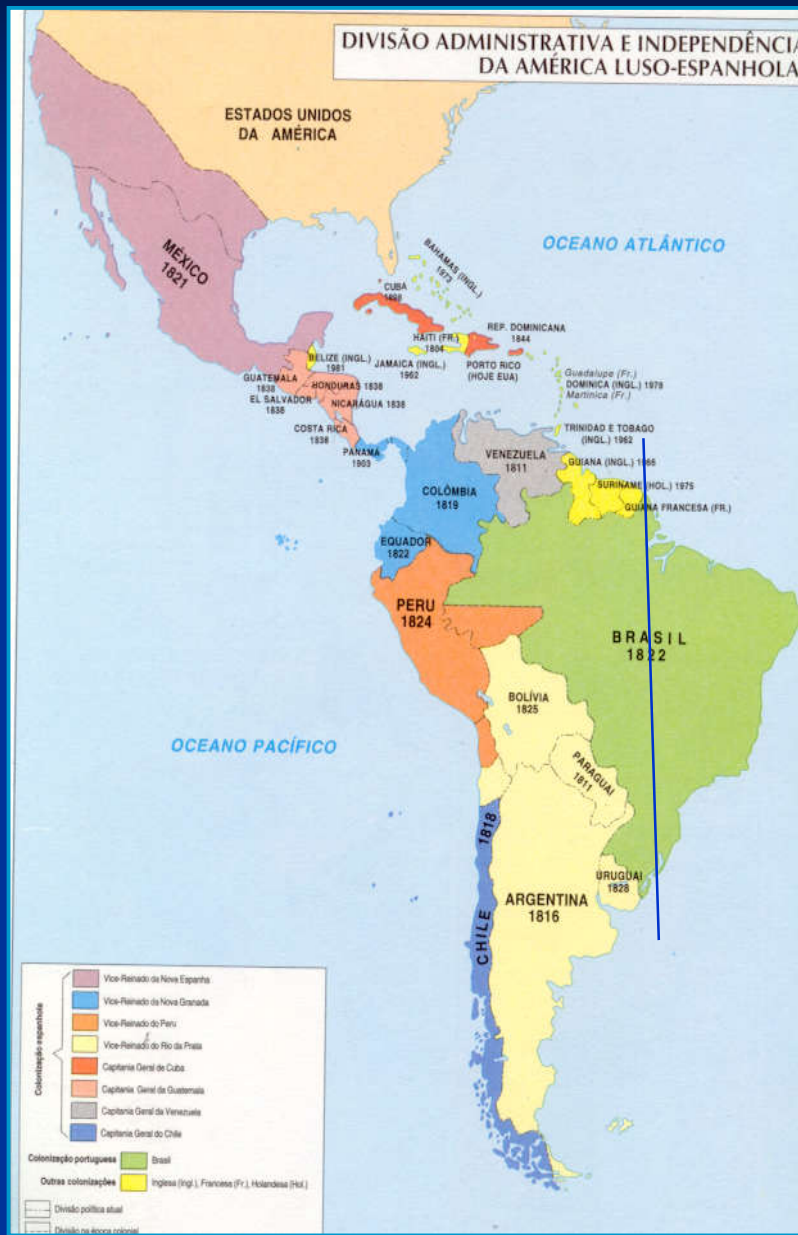 DIVISÃO ADMINISTRATIVA E INDEPENDÊNCIA
DA AMÉRICA LUSO-ESPANHOLA
ESTADOS UNIDOS
DA AMÉRICA
OCEANO ATLÂNTICO
MÉXICO
1821
BAHAMAS (INGL.)
1973
CUBA
1898
HAITI (FR.)
1804
REP. DOMINICANA
1844
BELIZE (INGL.)
1981
JAMAICA (INGL.)
1962
PORTO RICO
(HOJE EUA)
Guadalupe (Fr.)
DOMINICA (INGL.) 1978
Martinica (Fr.)
GUATEMALA
1838
HONDURAS 1838
EL SALVADOR
1838
NICARÁGUA 1838
COSTA RICA
1838
PANAMÁ
1903
TRINIDAD E TOBAGO
(INGL.) 1962
VENEZUELA
1811
GUIANA (INGL.) 1966
SURINAME (HOL.) 1975
GUIANA FRANCESA (FR.)
COLÔMBIA
1819
EQUADOR
1822
PERU
1824
BRASIL
1822
BOLÍVIA
1825
OCEANO PACÍFICO
PARAGUAI
1811
CHILE 1818
URUGUAI
1828
ARGENTINA
1816
Colonização espanhola
Vice-Reinado da Nova Espanha
Vice-Reinado da Nova Granada
Vice-Reinado do Peru
Vice-Reinado do Rio da Prata
Capitania Geral de Cuba
Capitania Geral da Guatemala
Capitania Geral da Venezuela
Capitania Geral do Chile
Colonização portuguesa Brasil
Outras colonizações Inglesa (Ingl.), Francesa (Fr.), Holandesa (Hol.)
Divisão política atual
Divisão na época colonial